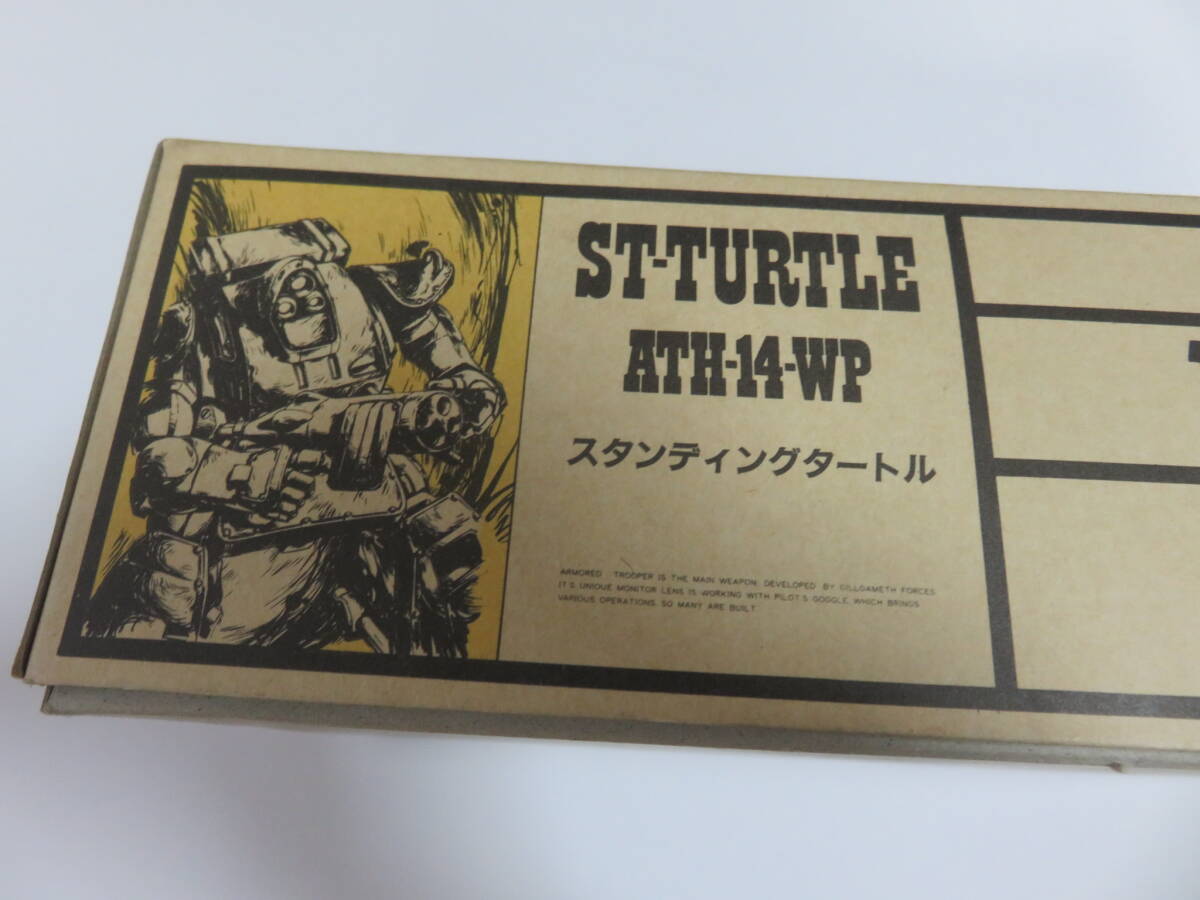 ST-TURTLE
ATH-14-WP
スタンディングタートル
ARMORED TROOPER IS THE MAIN WEAPON, DEVELOPED BY GILLGAMETH FORCES
IT'S UNIQUE MONITOR LENS IS WORKING WITH PILOT'S GOGGLE, WHICH BRINGS
VARIOUS OPERATIONS. SO MANY ARE BUILT